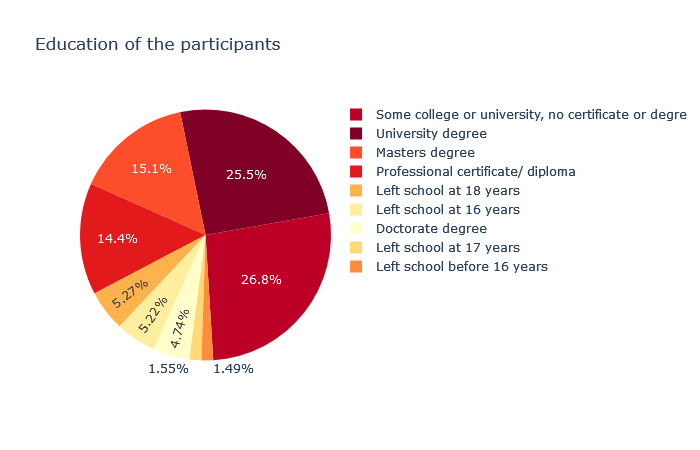 Education of the participants
Some college or university, no certificate or degre
University degree
Masters degree
Professional certificate/ diploma
Left school at 18 years
Left school at 16 years
Doctorate degree
Left school at 17 years
Left school before 16 years
25.5%
15.1%
14.4%
26.8%
5.27%
5.22%
4.74%
1.55%
1.49%